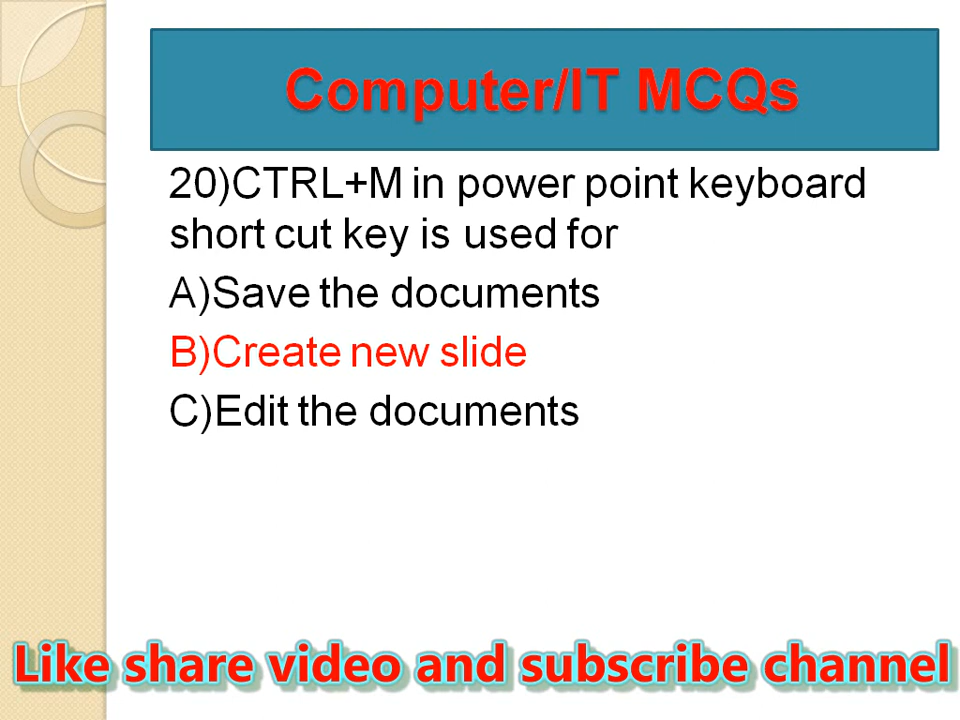 Computer/IT MCQs
20)CTRL+M in power point keyboard
short cut key is used for
A)Save the documents
B)Create new slide
C)Edit the documents
Like share video and subscribe channel